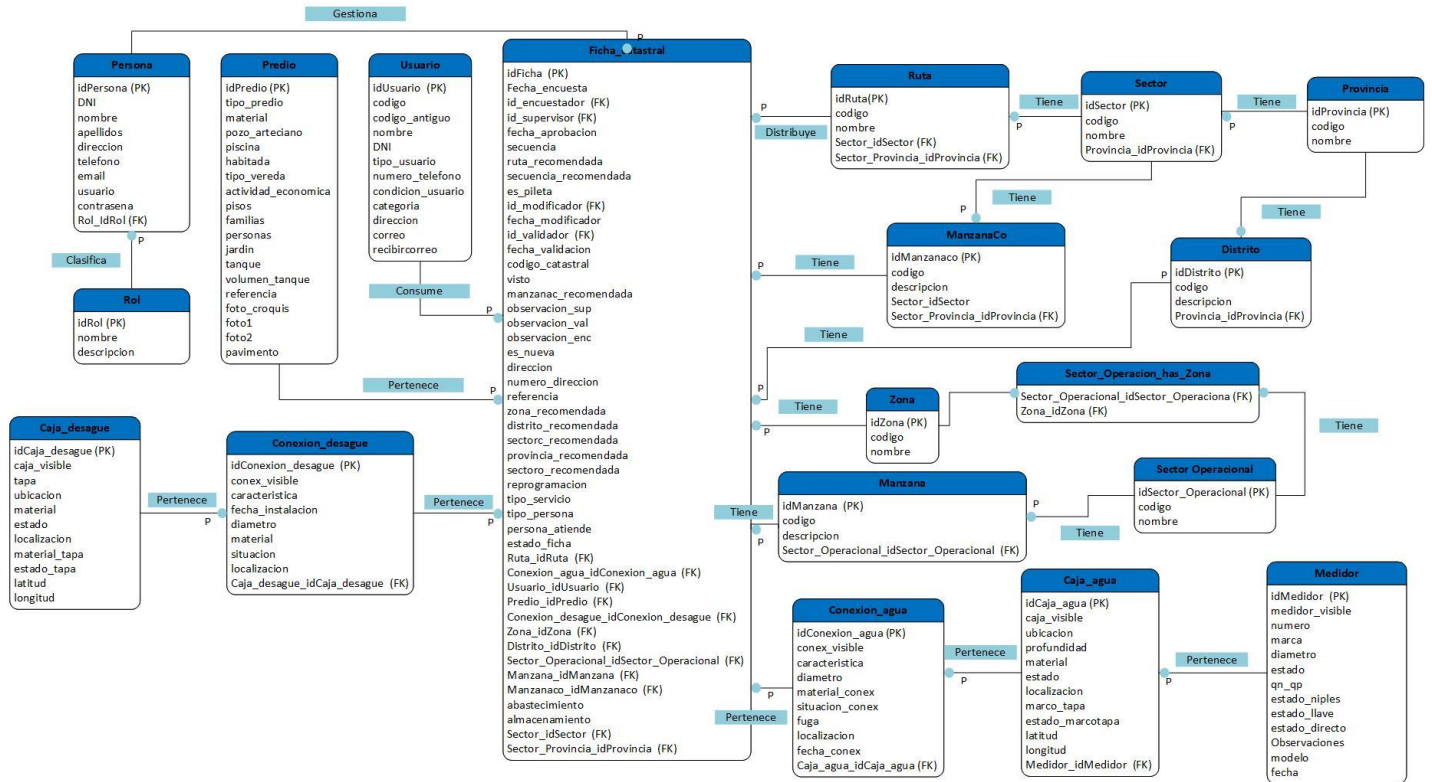 Gestiona
P
Persona
idPersona (PK)
DNI
nombre
apellidos
direccion
telefono
email
usuario
contrasena
Rol_IdRol (FK)
P
Clasifica
Rol
idRol (PK)
nombre
descripcion
Predio
idPredio (PK)
tipo_predio
material
pozo_arteciano
piscina
habitada
tipo_vereda
actividad_economica
pisos
familias
personas
jardin
tanque
volumen_tanque
referencia
foto_croquis
foto1
foto2
pavimento
Pertenece
P
Usuario
idUsuario (PK)
codigo
codigo_antiguo
nombre
DNI
tipo_usuario
numero_telefono
condicion_usuario
categoria
direccion
correo
recibircorreo
Consume
P
Caja_desague
idCaja_desague (PK)
caja_visible
tapa
ubicacion
material
estado
localizacion
material_tapa
estado_tapa
latitud
longitud
Pertenece
P
Conexion_desague
idConexion_desague (PK)
conex_visible
caracteristica
fecha_instalacion
diametro
material
situacion
localizacion
Caja_desague_idCaja_desague (FK)
Pertenece
P
Ficha_catastral
idFicha (PK)
Fecha_encuesta
id_encuestador (FK)
id_supervisor (FK)
fecha_aprobacion
secuencia
ruta_recomendada
secuencia_recomendada
es_pileta
id_modificador (FK)
fecha_modificador
id_validador (FK)
fecha_validacion
codigo_catastral
visto
manzanac_recomendada
observacion_sup
observacion_val
observacion_enc
es_nueva
direccion
numero_direccion
referencia
zona_recomendada
distrito_recomendada
sectorc_recomendada
provincia_recomendada
sectoro_recomendada
reprogramacion
tipo_servicio
tipo_persona
persona_atiende
estado_ficha
Ruta_idRuta (FK)
Conexion_agua_idConexion_agua (FK)
Usuario_idUsuario (FK)
Predio_idPredio (FK)
Conexion_desague_idConexion_desague (FK)
Zona_idZona (FK)
Distrito_idDistrito (FK)
Sector_Operacional_idSector_Operacional (FK)
Manzana_idManzana (FK)
Manzanaco_idManzanaco (FK)
abastecimiento
almacenamiento
Sector_idSector (FK)
Sector_Provincia_idProvincia (FK)
P
Distribuye
Ruta
idRuta(PK)
codigo
nombre
Sector_idSector (FK)
Sector_Provincia_idProvincia (FK)
Tiene
P
Sector
idSector (PK)
codigo
nombre
Provincia_idProvincia (FK)
Tiene
P
Provincia
idProvincia (PK)
codigo
nombre
Tiene
P
Tiene
P
ManzanaCo
idManzanaco (PK)
codigo
descripcion
Sector_idSector
Sector_Provincia_idProvincia (FK)
P
Tiene
Distrito
idDistrito (PK)
codigo
descripcion
Provincia_idProvincia (FK)
P
Tiene
P
Tiene
P
Zona
idZona (PK)
codigo
nombre
Sector_Operacion_has_Zona
Sector_Operacional_idSector_Operaciona (FK)
Zona_idZona (FK)
Tiene
Sector Operacional
idSector_Operacional (PK)
codigo
nombre
P
Tiene
Manzana
idManzana (PK)
codigo
descripcion
Sector_Operacional_idSector_Operacional (FK)
Tiene
P
Conexion_agua
idConexion_agua (PK)
conex_visible
caracteristica
diametro
material_conex
situacion_conex
fuga
localizacion
fecha_conex
Caja_agua_idCaja_agua (FK)
P
Pertenece
Pertenece
P
Caja_agua
idCaja_agua (PK)
caja_visible
ubicacion
profundidad
material
estado
localizacion
marco_tapa
estado_marcotapa
latitud
longitud
Medidor_idMedidor (FK)
Pertenece
P
Medidor
idMedidor (PK)
medidor_visible
numero
marca
diametro
estado
qn_qp
estado_niples
estado_llave
estado_directo
Observaciones
modelo
fecha